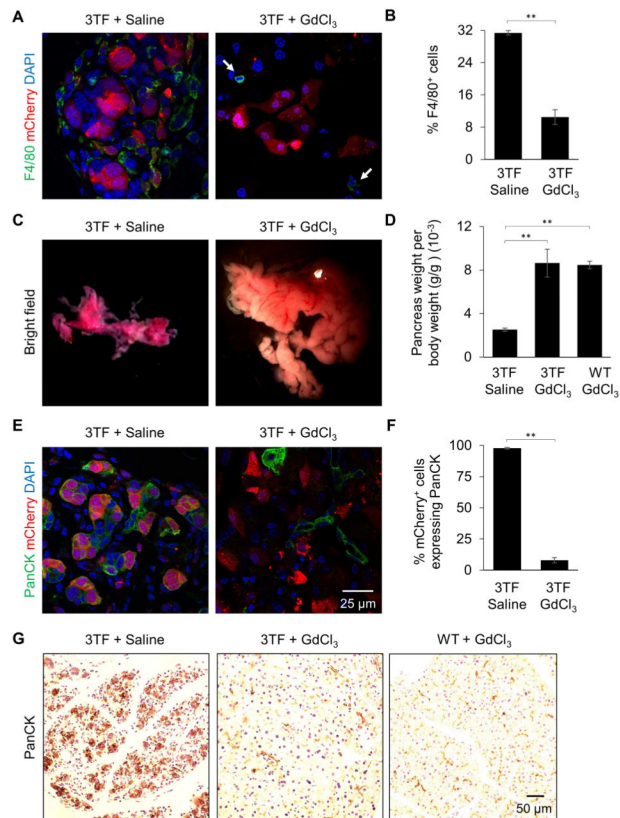 A
3TF + Saline
3TF + GdCl₃
F4/80 mCherry DAPI
B
**
% F4/80⁺ cells
32
24
16
8
0
3TF Saline
3TF GdCl₃
C
3TF + Saline
3TF + GdCl₃
Bright field
D
**
**
Pancreas weight per
body weight (g/g ) (10⁻³)
12
9
6
3
0
3TF Saline
3TF GdCl₃
WT GdCl₃
E
3TF + Saline
3TF + GdCl₃
PanCK mCherry DAPI
25 µm
F
**
% mCherry⁺ cells
expressing PanCK
100
75
50
25
0
3TF Saline
3TF GdCl₃
G
3TF + Saline
3TF + GdCl₃
WT + GdCl₃
PanCK
50 µm